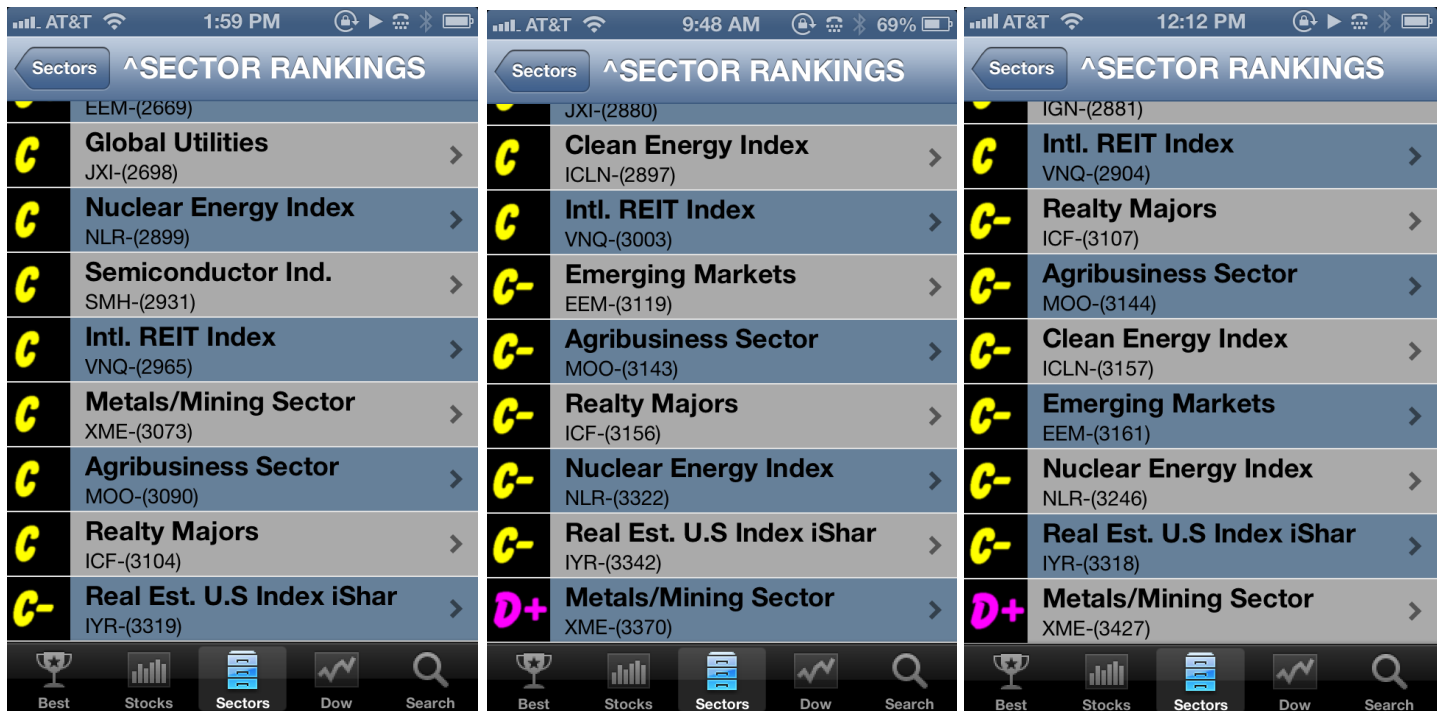 AT&T 1:59 PM
Sectors ^SECTOR RANKINGS
EEM-(2669)
C Global Utilities
JXI-(2698)
C Nuclear Energy Index
NLR-(2899)
C Semiconductor Ind.
SMH-(2931)
C Intl. REIT Index
VNQ-(2965)
C Metals/Mining Sector
XME-(3073)
C Agribusiness Sector
MOO-(3090)
C Realty Majors
ICF-(3104)
C- Real Est. U.S Index iShar
IYR-(3319)
Best Stocks Sectors Dow Search
AT&T 9:48 AM 69%
Sectors ^SECTOR RANKINGS
JXI-(2880)
C Clean Energy Index
ICLN-(2897)
C Intl. REIT Index
VNQ-(3003)
C- Emerging Markets
EEM-(3119)
C- Agribusiness Sector
MOO-(3143)
C- Realty Majors
ICF-(3156)
C- Nuclear Energy Index
NLR-(3322)
C- Real Est. U.S Index iShar
IYR-(3342)
D+ Metals/Mining Sector
XME-(3370)
Best Stocks Sectors Dow Search
AT&T 12:12 PM
Sectors ^SECTOR RANKINGS
IGN-(2881)
C Intl. REIT Index
VNQ-(2904)
C- Realty Majors
ICF-(3107)
C- Agribusiness Sector
MOO-(3144)
C- Clean Energy Index
ICLN-(3157)
C- Emerging Markets
EEM-(3161)
C- Nuclear Energy Index
NLR-(3246)
C- Real Est. U.S Index iShar
IYR-(3318)
D+ Metals/Mining Sector
XME-(3427)
Best Stocks Sectors Dow Search